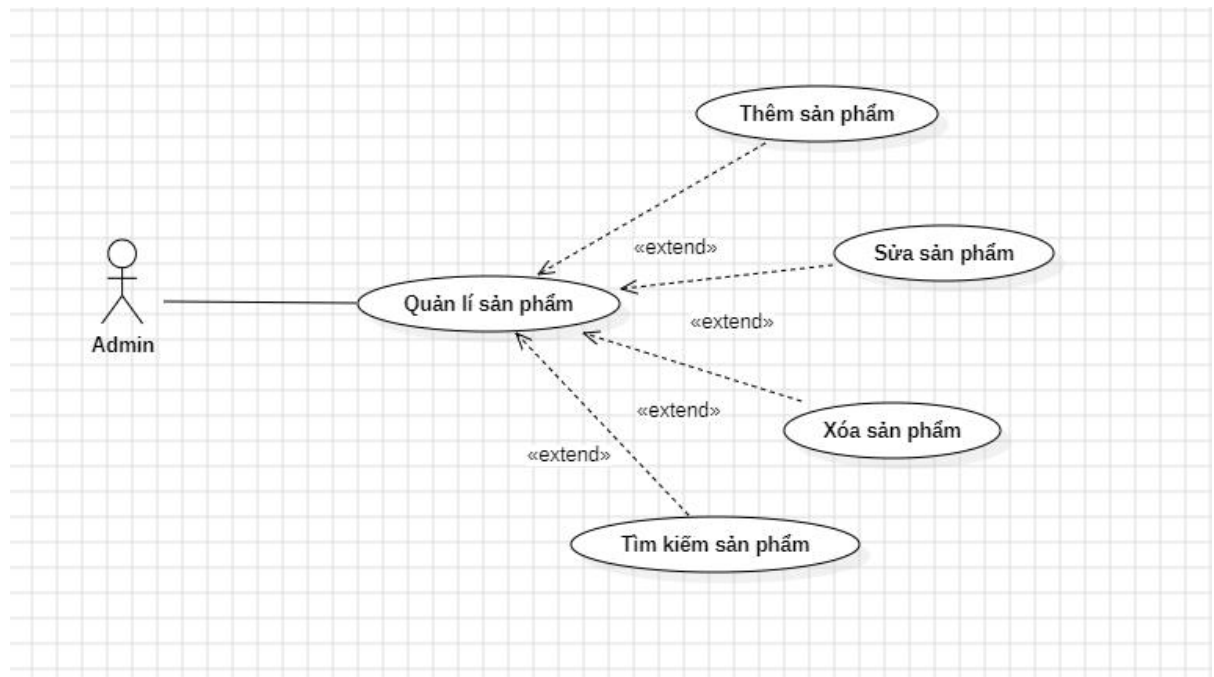 Thêm sản phẩm
«extend»
Sửa sản phẩm
Quản lí sản phẩm
«extend»
Admin
«extend»
Xóa sản phẩm
«extend»
Tìm kiếm sản phẩm